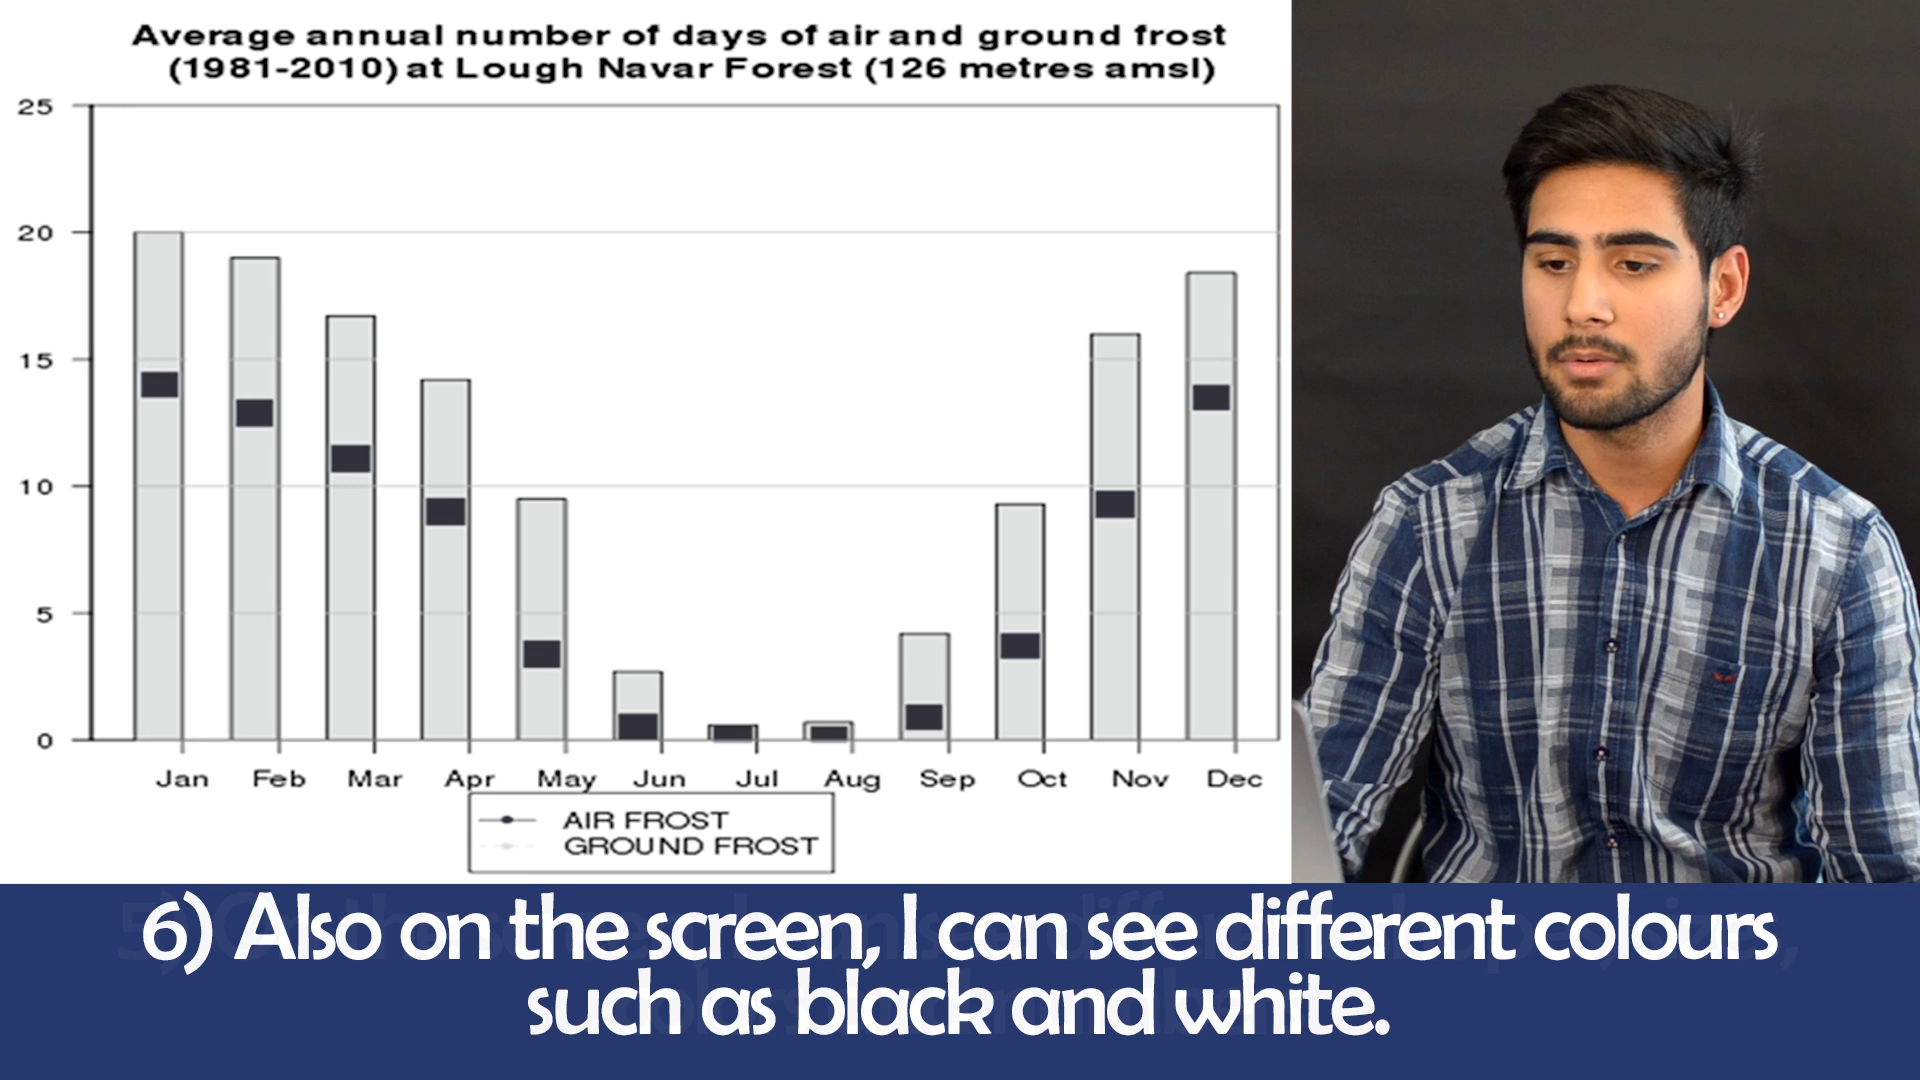 Average annual number of days of air and ground frost
(1981-2010) at Lough Navar Forest (126 metres amsl)
25
20
15
10
5
0
Jan Feb Mar Apr May Jun Jul Aug Sep Oct Nov Dec
AIR FROST
GROUND FROST
6) Also on the screen, I can see different colours,
such as black and white.